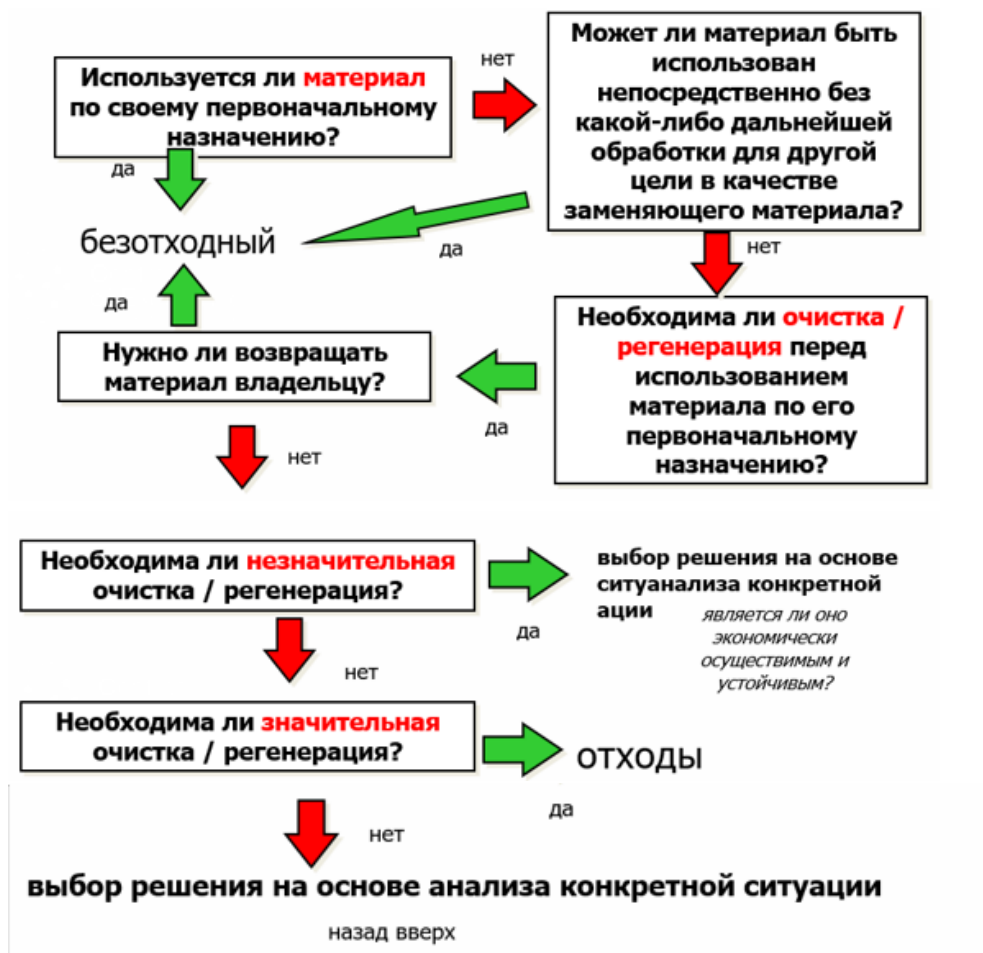 Используется ли материал
по своему первоначальному
назначению?
нет
Может ли материал быть
использован
непосредственно без
какой-либо дальнейшей
обработки для другой
цели в качестве
заменяющего материала?
да
безотходный
да
нет
да
Нужно ли возвращать
материал владельцу?
Необходима ли очистка /
регенерация перед
использованием
материала по его
первоначальному
назначению?
да
нет
Необходима ли незначительная
очистка / регенерация?
да
выбор решения на основе
ситуанализа конкретной
ации
является ли оно
экономически
осуществимым и
устойчивым?
нет
Необходима ли значительная
очистка / регенерация?
да
отходы
нет
выбор решения на основе анализа конкретной ситуации
назад вверх